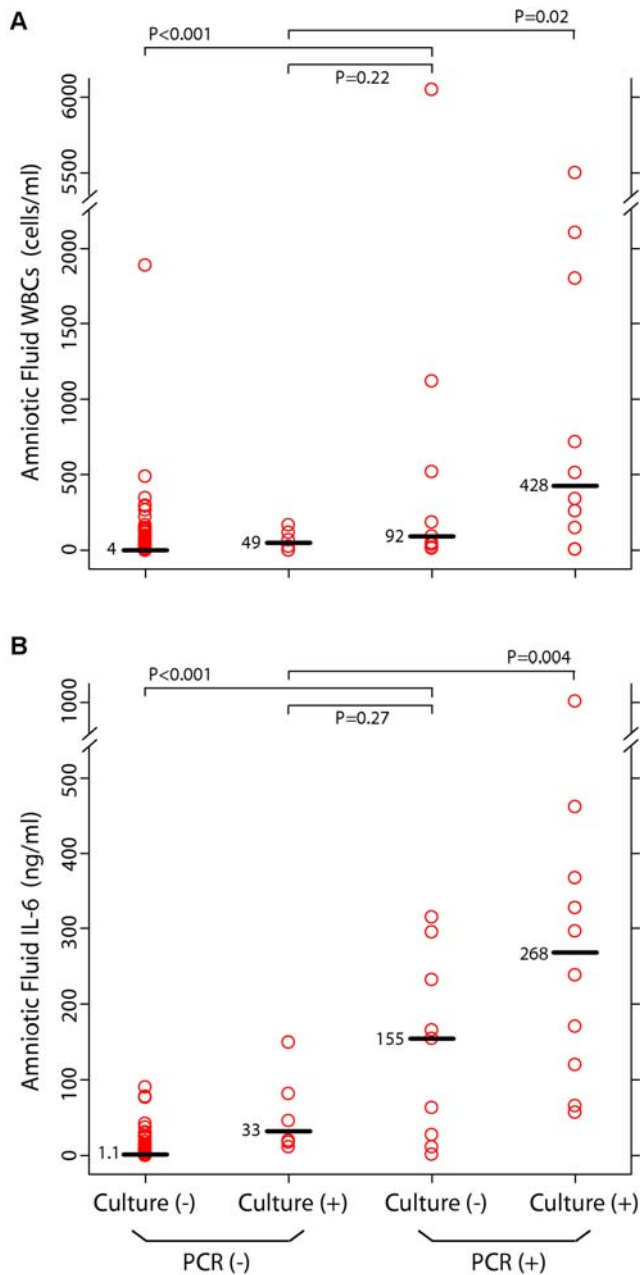 A
P<0.001
P=0.02
P=0.22
Amniotic Fluid WBCs (cells/ml)
6000
5500
2000
1500
1000
500
0
4
49
92
428
B
P<0.001
P=0.004
P=0.27
Amniotic Fluid IL-6 (ng/ml)
1000
500
400
300
200
100
0
1.1
33
155
268
Culture (-) Culture (+) Culture (-) Culture (+)
PCR (-) PCR (+)